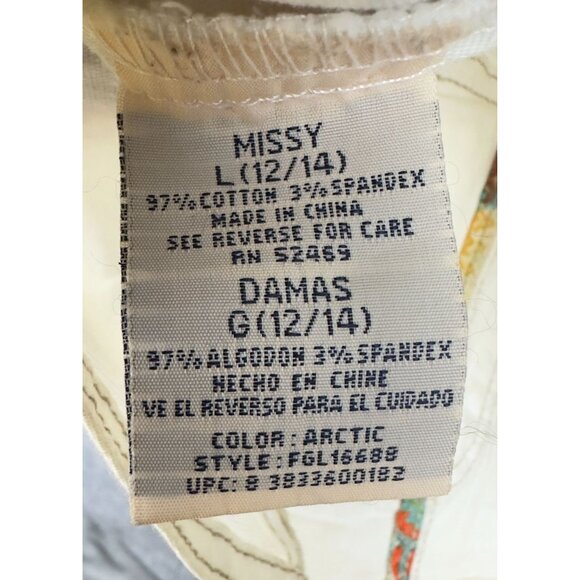 MISSY
L(12/14)
97%COTTON 3%SPANDEX
MADE IN CHINA
SEE REVERSE FOR CARE
RN 52469
DAMAS
G(12/14)
97%ALGODON 3%SPANDEX
HECHO EN CHINE
VE EL REVERSO PARA EL CUIDADO
COLOR: ARCTIC
STYLE: FGL16688
UPC: 8 3833600182